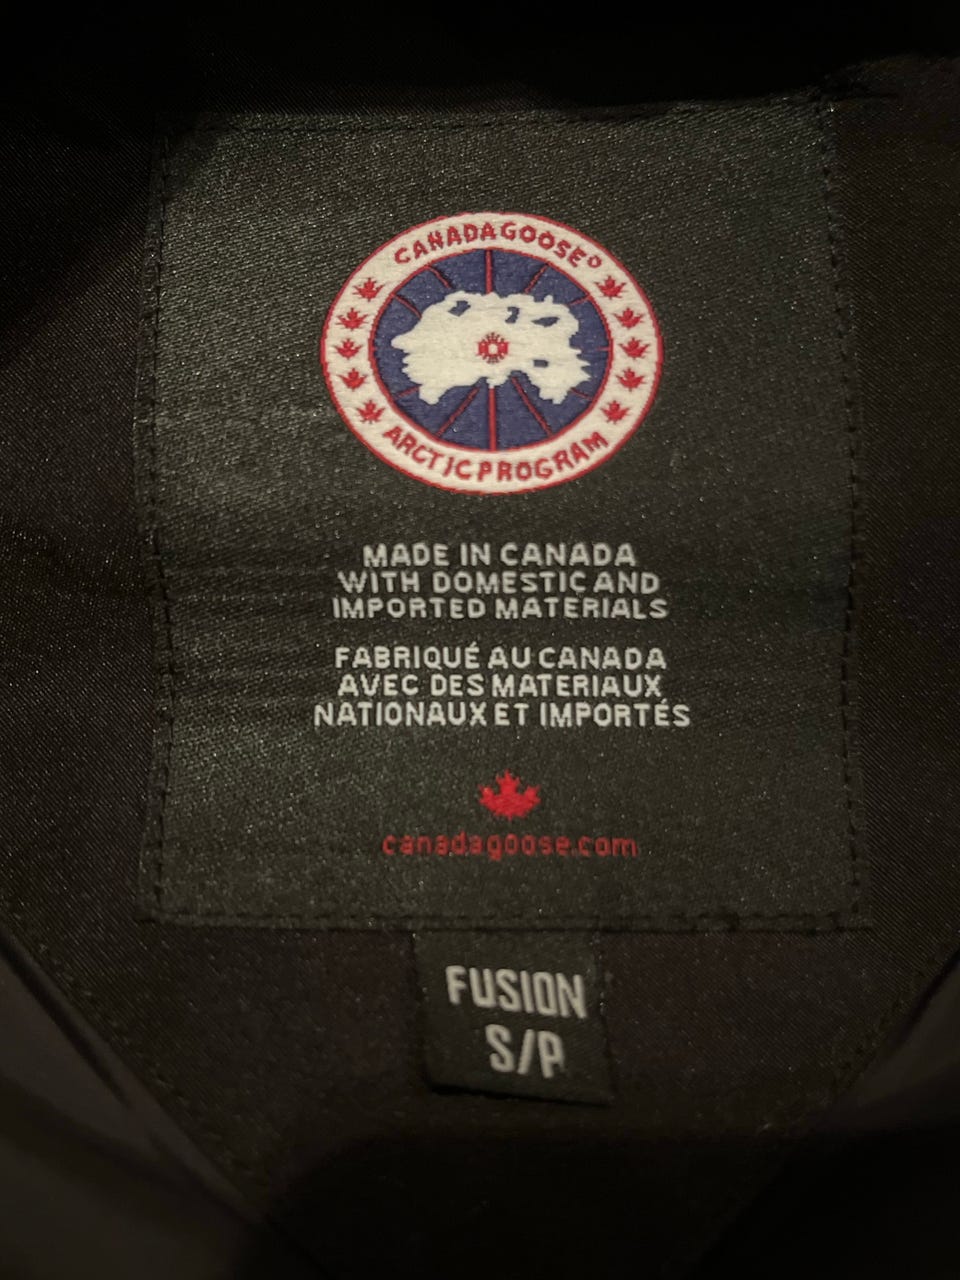 CANADA GOOSE®
ARCTIC PROGRAM
MADE IN CANADA
WITH DOMESTIC AND
IMPORTED MATERIALS
FABRIQUÉ AU CANADA
AVEC DES MATERIAUX
NATIONAUX ET IMPORTÉS
canadagoose.com
FUSION
S/P